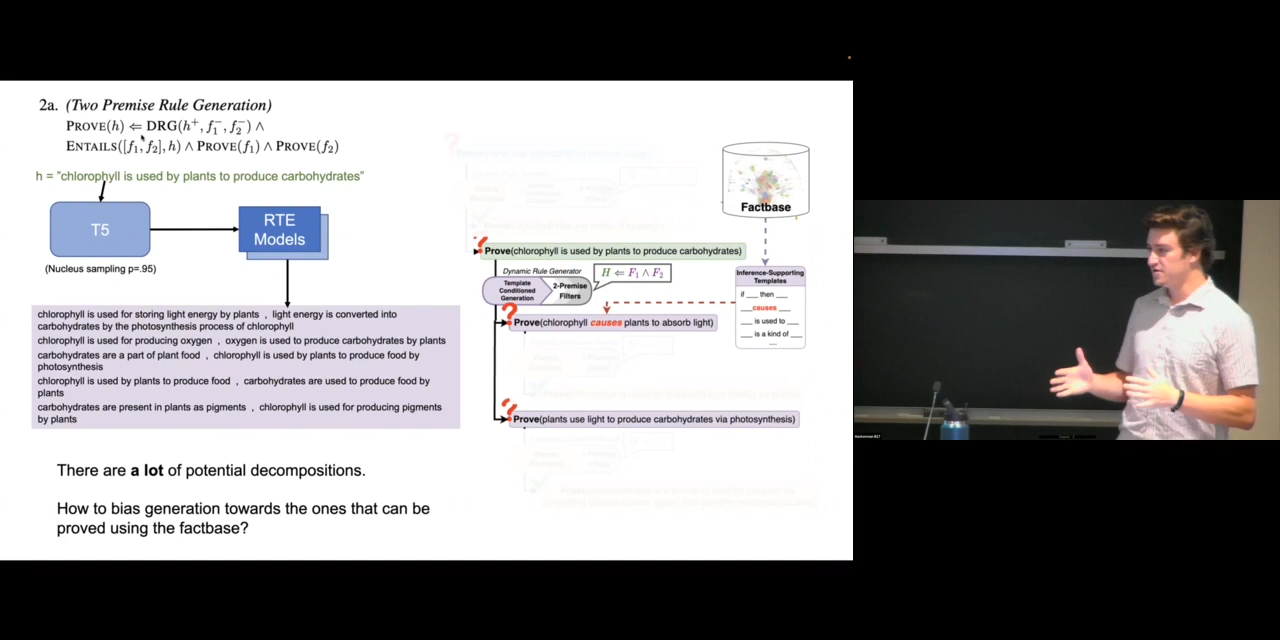 2a. (Two Premise Rule Generation)
PROVE(h) ⇐ DRG(h⁺, f₁⁻, f₂⁻) ∧
ENTAILS([f₁, f₂], h) ∧ PROVE(f₁) ∧ PROVE(f₂)
h = "chlorophyll is used by plants to produce carbohydrates"
T5
RTE
Models
(Nucleus sampling p=.95)
chlorophyll is used for storing light energy by plants , light energy is converted into
carbohydrates by the photosynthesis process of chlorophyll
chlorophyll is used for producing oxygen , oxygen is used to produce carbohydrates by plants
carbohydrates are a part of plant food , chlorophyll is used by plants to produce food by
photosynthesis
chlorophyll is used by plants to produce food , carbohydrates are used to produce food by
plants
carbohydrates are present in plants as pigments , chlorophyll is used for producing pigments
by plants
There are a lot of potential decompositions.
How to bias generation towards the ones that can be
proved using the factbase?
Factbase
?
Prove(chlorophyll is used by plants to produce carbohydrates)
Dynamic Rule Generator
Template
Conditioned
Generation
2-Premise
Filters
H ⇐ F₁ ∧ F₂
Inference-Supporting
Templates
if __ then __
__ causes __
__ is used to __
__ is a kind of __
?
Prove(chlorophyll causes plants to absorb light)
?
Prove(plants use light to produce carbohydrates via photosynthesis)